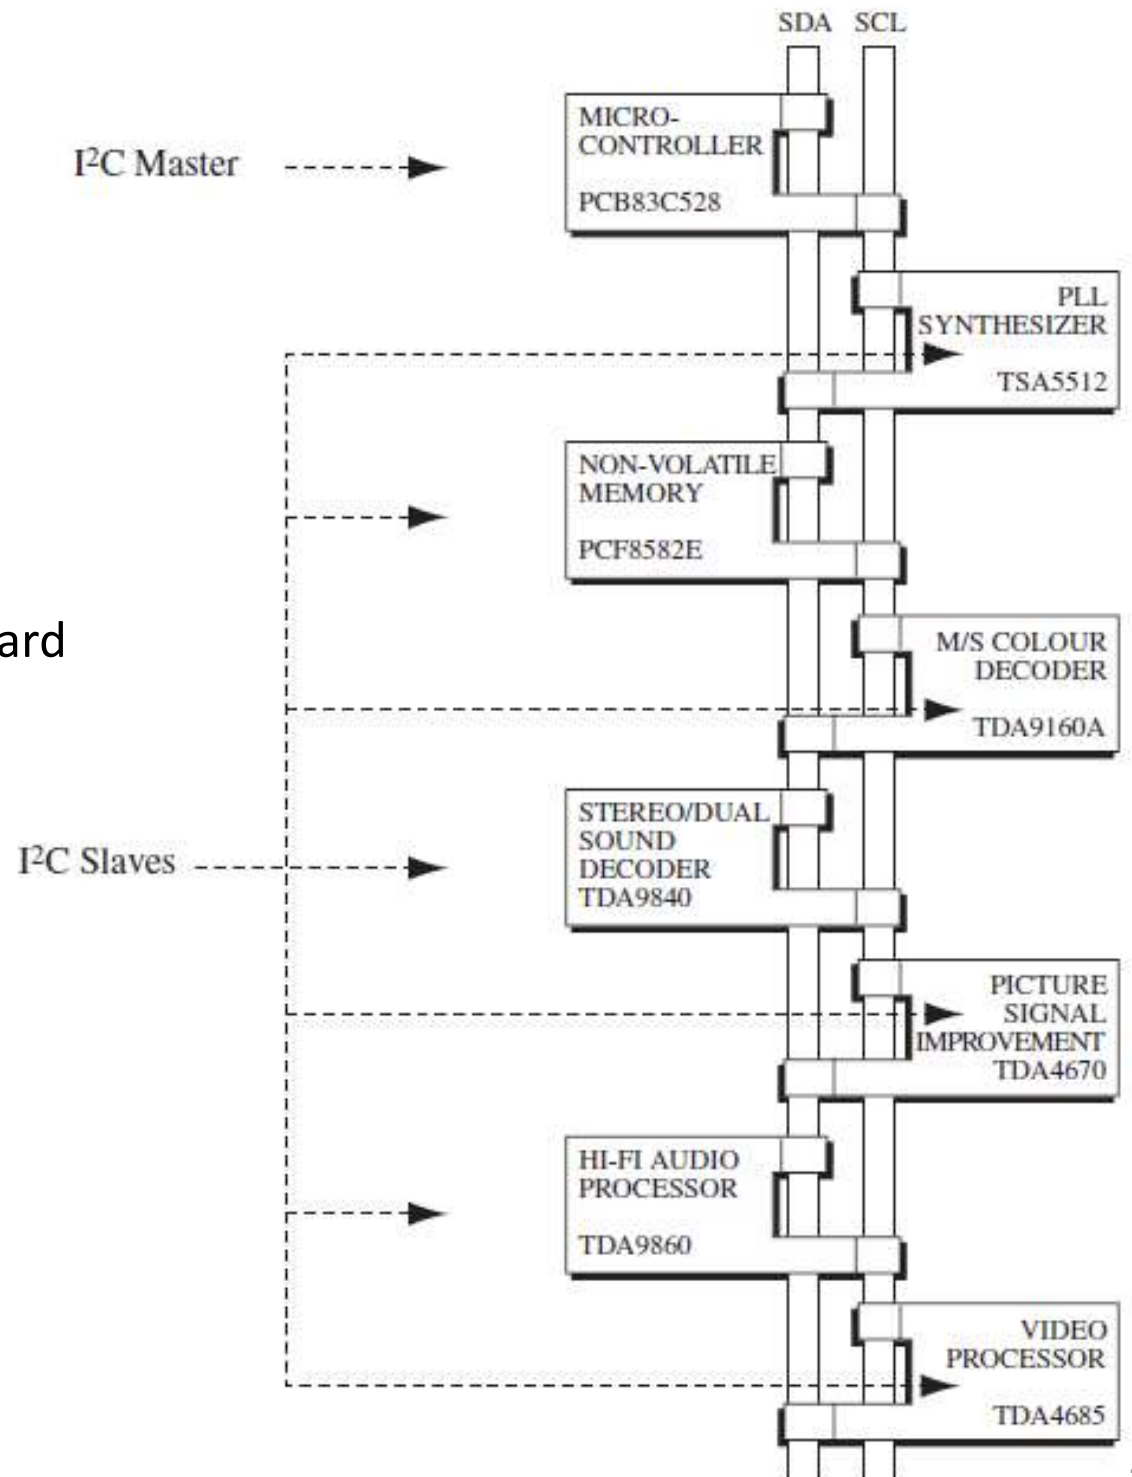 SDA SCL
MICRO-
CONTROLLER
PCB83C528
I²C Master
PLL
SYNTHESIZER
TSA5512
NON-VOLATILE
MEMORY
PCF8582E
ard
M/S COLOUR
DECODER
TDA9160A
STEREO/DUAL
SOUND
DECODER
TDA9840
I²C Slaves
PICTURE
SIGNAL
IMPROVEMENT
TDA4670
HI-FI AUDIO
PROCESSOR
TDA9860
VIDEO
PROCESSOR
TDA4685